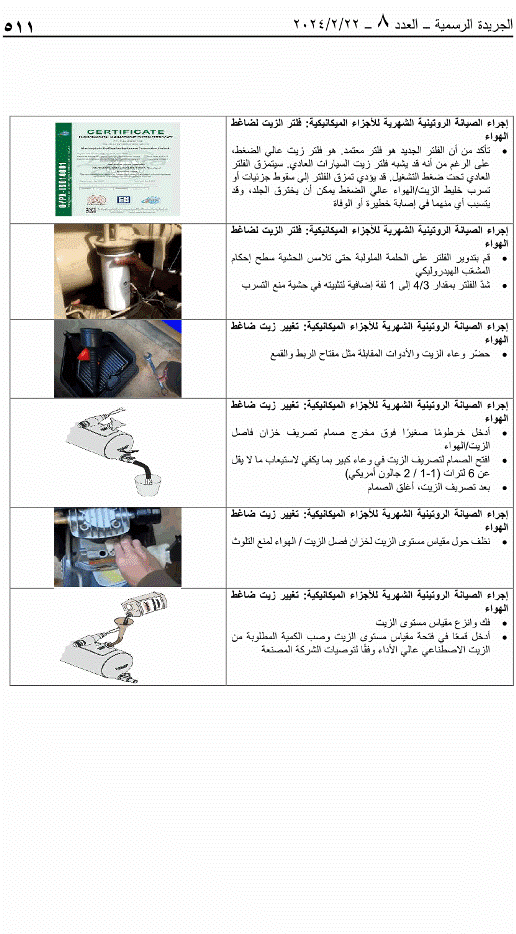 الجريدة الرسمية ــ العدد ٨ ــ ٢٠٢٤/٢/٢٢
٥١١
إجراء الصيانة الروتينية الشهرية للأجزاء الميكانيكية: فلتر الزيت لضاغط
الهواء
• تأكد من أن الفلتر الجديد هو فلتر معتمد. هو فلتر زيت عالي الضغط،
على الرغم من أنه قد يشبه فلتر زيت السيارات العادي. سيتمزق الفلتر
العادي تحت ضغط التشغيل. قد يؤدي تمزق الفلتر إلى سقوط جزئيات أو
تسرب خليط الزيت/الهواء عالي الضغط يمكن أن يخترق الجلد، وقد
يتسبب أي منهما في إصابة خطيرة أو الوفاة
CERTIFICATE
إجراء الصيانة الروتينية الشهرية للأجزاء الميكانيكية: فلتر الزيت لضاغط
الهواء
• قم بتدوير الفلتر على الحلمة الملولبة حتى تلامس الحشية سطح إحكام
المشعَب الهيدروليكي
• شدّ الفلتر بمقدار 4/3 إلى 1 لفة إضافية لتثبيته في حشية منع التسرب
إجراء الصيانة الروتينية الشهرية للأجزاء الميكانيكية: تغيير زيت ضاغط
الهواء
• حضّر وعاء الزيت والأدوات المقابلة مثل مفتاح الربط والقمع
إجراء الصيانة الروتينية الشهرية للأجزاء الميكانيكية: تغيير زيت ضاغط
الهواء
• أدخل خرطومًا صغيرًا فوق مخرج صمام تصريف خزان فاصل
الزيت/الهواء
• افتح الصمام لتصريف الزيت في وعاء كبير بما يكفي لاستيعاب ما لا يقل
عن 6 لترات (1-1 / 2 جالون أمريكي)
• بعد تصريف الزيت، أغلق الصمام
إجراء الصيانة الروتينية الشهرية للأجزاء الميكانيكية: تغيير زيت ضاغط
الهواء
• نظف حول مقياس مستوى الزيت لخزان فصل الزيت / الهواء لمنع التلوث
إجراء الصيانة الروتينية الشهرية للأجزاء الميكانيكية: تغيير زيت ضاغط
الهواء
• فك وانزع مقياس مستوى الزيت
• أدخل قمعًا في فتحة مقياس مستوى الزيت وصب الكمية المطلوبة من
الزيت الاصطناعي عالي الأداء وفقًا لتوصيات الشركة المصنعة